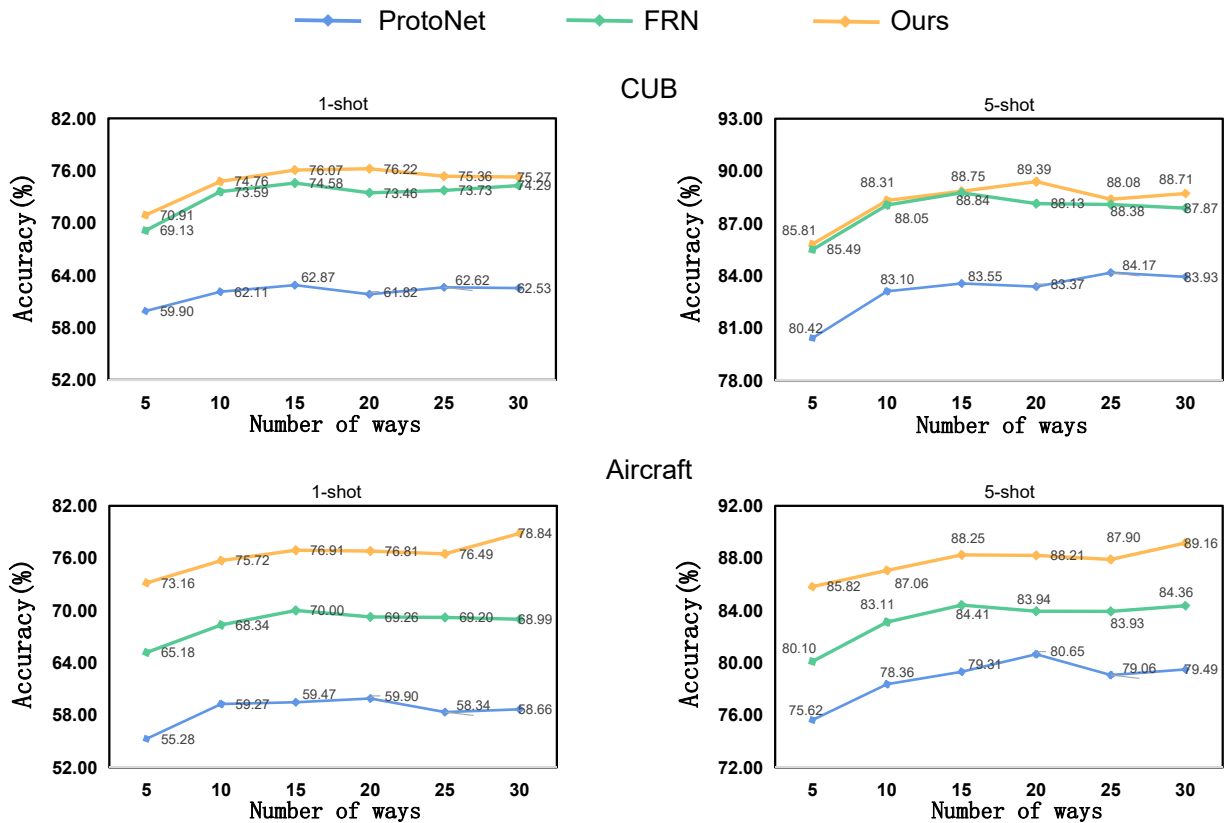 ProtoNet FRN Ours
CUB
1-shot
Accuracy(%)
82.00
76.00
70.00
64.00
58.00
52.00
70.91 74.76 76.07 76.22 75.36 75.27
69.13 73.59 74.58 73.46 73.73 74.29
59.90 62.11 62.87 61.82 62.62 62.53
5 10 15 20 25 30
Number of ways
5-shot
Accuracy(%)
93.00
90.00
87.00
84.00
81.00
78.00
85.81 88.31 88.75 89.39 88.08 88.71
85.49 88.05 88.84 88.13 88.38 87.87
80.42 83.10 83.55 83.37 84.17 83.93
5 10 15 20 25 30
Number of ways
Aircraft
1-shot
Accuracy(%)
82.00
76.00
70.00
64.00
58.00
52.00
73.16 75.72 76.91 76.81 76.49 78.84
65.18 68.34 70.00 69.26 69.20 68.99
55.28 59.27 59.47 59.90 58.34 58.66
5 10 15 20 25 30
Number of ways
5-shot
Accuracy(%)
92.00
88.00
84.00
80.00
76.00
72.00
85.82 87.06 88.25 88.21 87.90 89.16
80.10 83.11 84.41 83.94 83.93 84.36
75.62 78.36 79.31 80.65 79.06 79.49
5 10 15 20 25 30
Number of ways